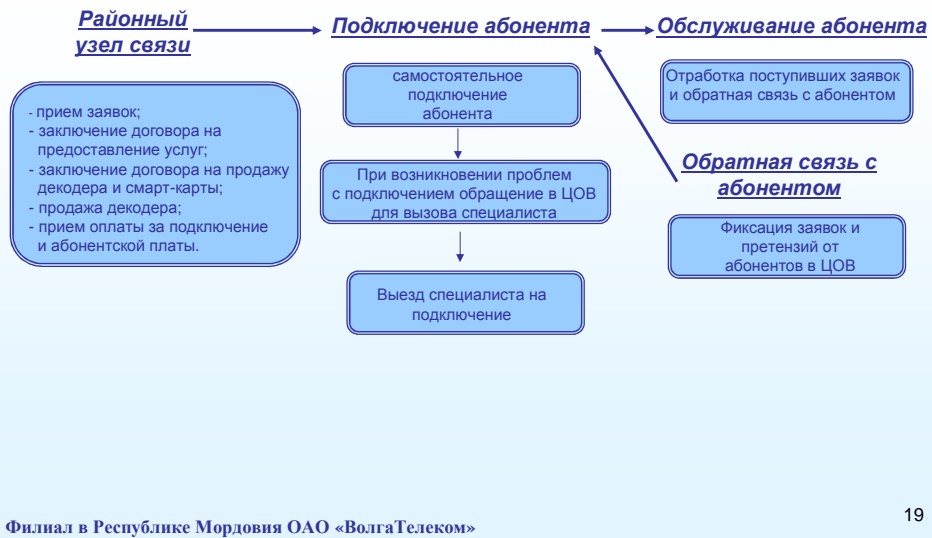 Районный
узел связи
- прием заявок;
- заключение договора на
предоставление услуг;
- заключение договора на продажу
декодера и смарт-карты;
- продажа декодера;
- прием оплаты за подключение
и абонентской платы.
Подключение абонента
самостоятельное
подключение
абонента
При возникновении проблем
с подключением обращение в ЦОВ
для вызова специалиста
Выезд специалиста на
подключение
Обслуживание абонента
Отработка поступивших заявок
и обратная связь с абонентом
Обратная связь с
абонентом
Фиксация заявок и
претензий от
абонентов в ЦОВ
Филиал в Республике Мордовия ОАО «ВолгаТелеком»
19